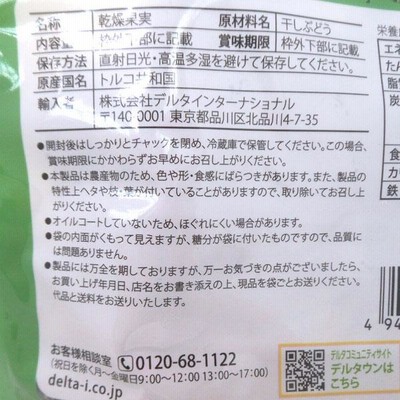 名称 乾燥果実 原材料名 干しぶどう
内容量 枠外下部に記載 賞味期限 枠外下部に記載
保存方法 直射日光・高温多湿を避けて保存してください。
原産国名 トルコ共和国
輸入者 株式会社デルタインターナショナル
〒140-0001 東京都品川区北品川4-7-35
●開封後はしっかりとチャックを閉め、冷蔵庫で保管してください。この場合、
賞味期限にかかわらずお早めにお召し上がりください。
●本製品は農産物のため、色や形・食感にばらつきがあります。また、製品の
特性上ヘタや枝・葉が付いていることがありますので、取り除いてお召し上
がりください。
●オイルコートしていないため、ほぐれにくい場合があります。
●袋の内面がくもって見えますが、糖分が袋に付いたものですので、品質に
は問題ありません。
●製品には万全を期しておりますが、万一お気づきの点がございましたら、
お買い上げ年月日、店名をお書き添えの上、現品を袋ごとお送りください。
代品と送料をお送りいたします。
お客様相談室 0120-68-1122
(祝日を除く月〜金曜日9:00〜12:00 13:00〜17:00)
delta-i.co.jp
デルタコミュニティサイト
デルタウンは
こちら
栄養
エネ
たん
脂質
炭
食
カ
鉄
4 94